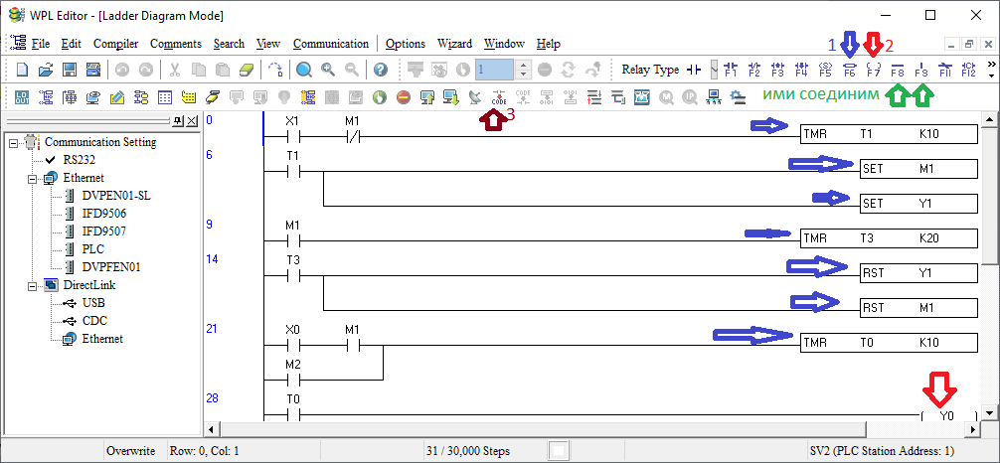 WPL Editor - [Ladder Diagram Mode]
File Edit Compiler Comments Search View Communication Options Wizard Window Help
1 2
1 Relay Type F1 F2 F3 F4 F5 F6 F7 F8 F9 F11 F12
LD OUT CODE CODE M IP ими соединим
3
Communication Setting
RS232
Ethernet
DVPEN01-SL
IFD9506
IFD9507
PLC
DVPFEN01
DirectLink
USB
CDC
Ethernet
0 X1 M1
TMR T1 K10
6 T1
SET M1
SET Y1
9 M1
TMR T3 K20
14 T3
RST Y1
RST M1
21 X0 M1
TMR T0 K10
M2
28 T0
Y0
Overwrite Row: 0, Col: 1 31 / 30,000 Steps SV2 (PLC Station Address: 1)